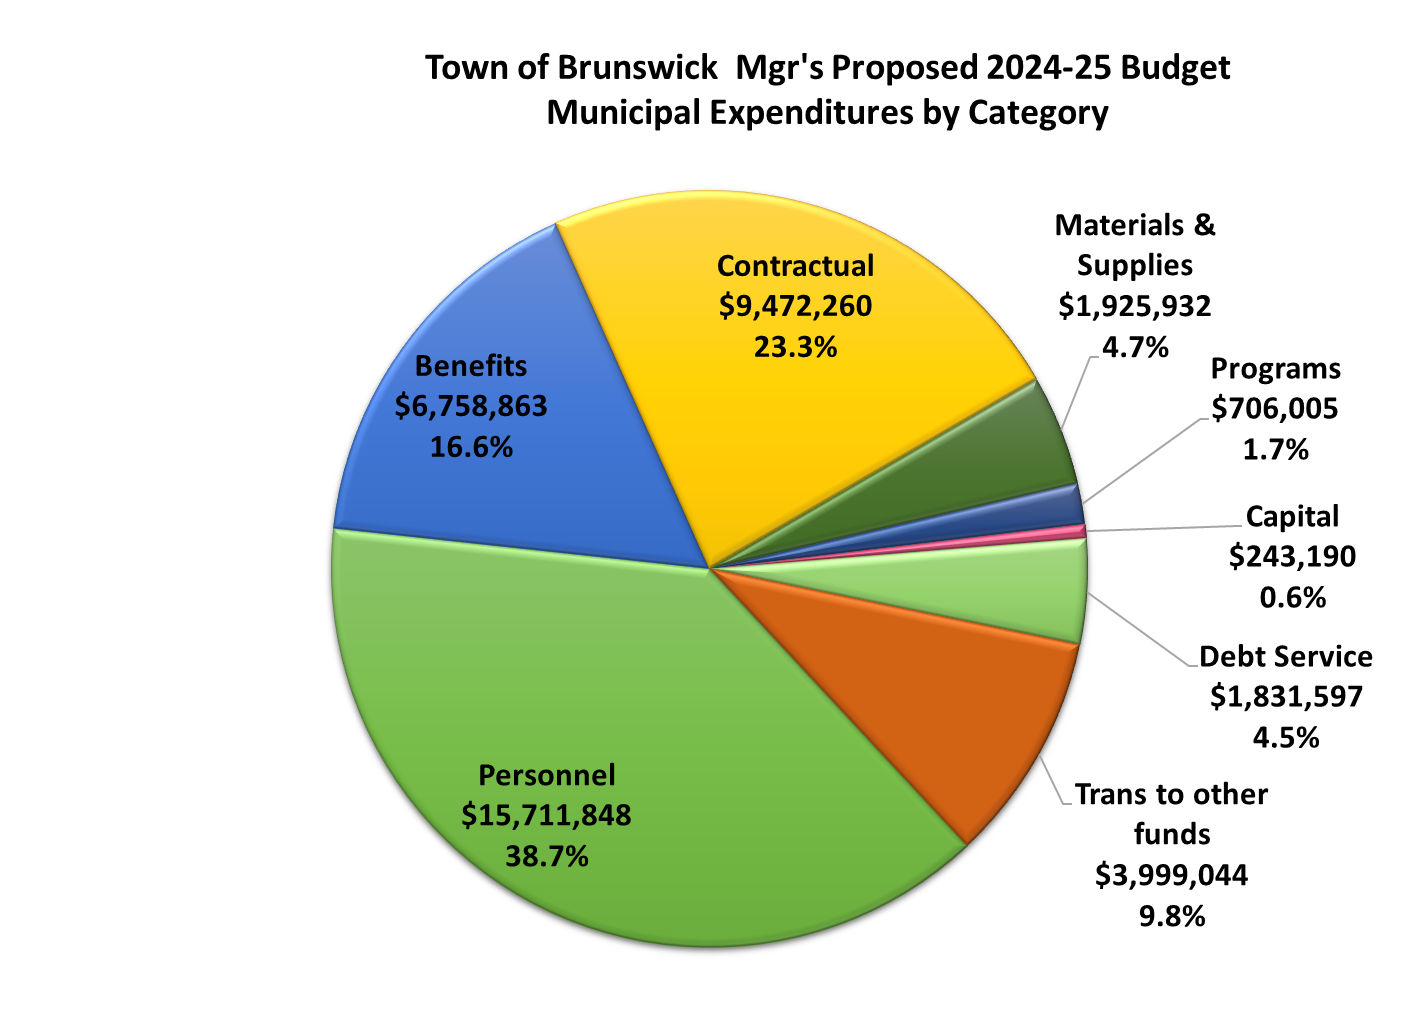 Town of Brunswick  Mgr's Proposed 2024-25 Budget
Municipal Expenditures by Category
Contractual
$9,472,260
23.3%
Materials &
Supplies
$1,925,932
4.7%
Programs
$706,005
1.7%
Capital
$243,190
0.6%
Debt Service
$1,831,597
4.5%
Trans to other
funds
$3,999,044
9.8%
Personnel
$15,711,848
38.7%
Benefits
$6,758,863
16.6%